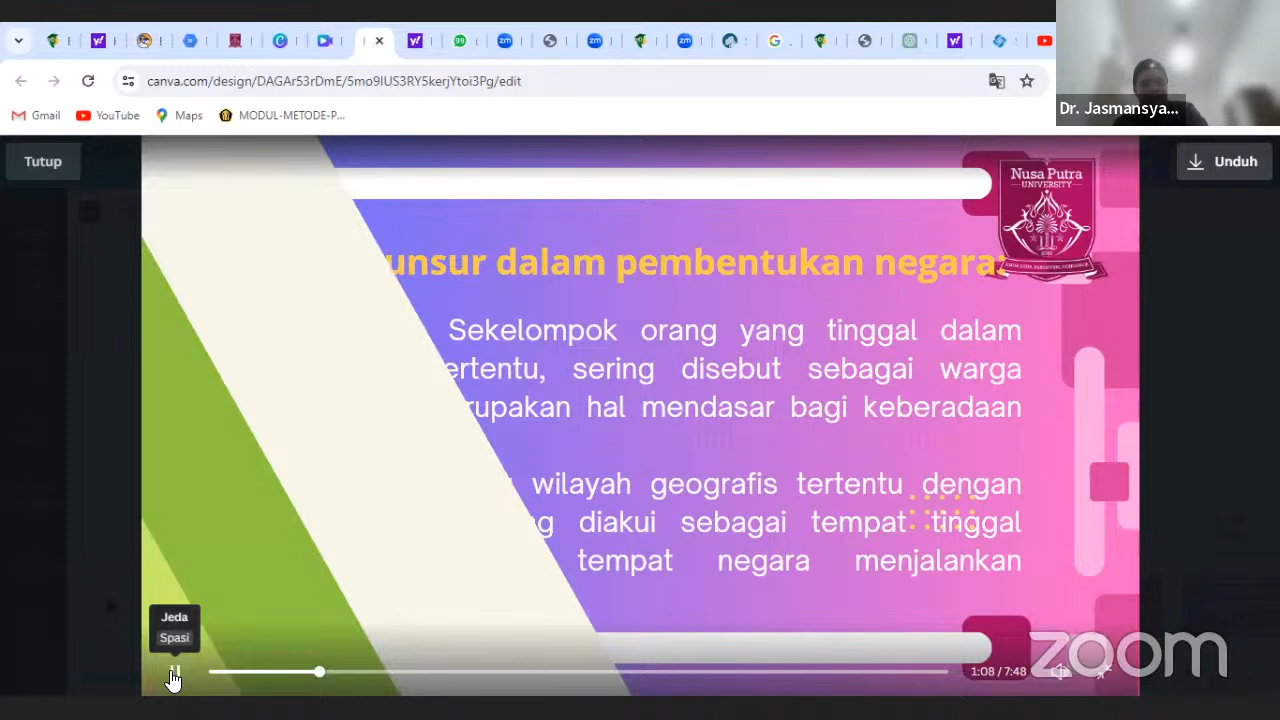 canva.com/design/DAGAr53rDmE/5mo9IUS3RY5kerjYtoi3Pg/edit
Gmail YouTube Maps MODUL-METODE-P...
Dr. Jasmansya...
Tutup
Unduh
Nusa Putra
UNIVERSITY
unsur dalam pembentukan negara:
Sekelompok orang yang tinggal dalam
ertentu, sering disebut sebagai warga
rupakan hal mendasar bagi keberadaan
wilayah geografis tertentu dengan
ng diakui sebagai tempat tinggal
tempat negara menjalankan
Jeda
Spasi
1:08 / 7:48
zoom